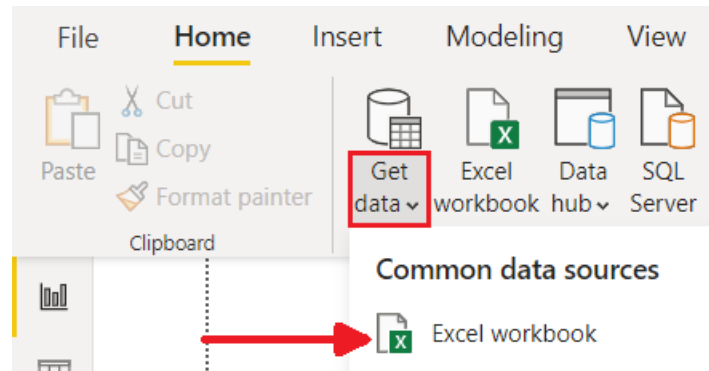 File Home Insert Modeling View
Cut
Copy
Paste
Format painter
Clipboard
Get
data
Excel
workbook
Data
hub
SQL
Server
Common data sources
Excel workbook